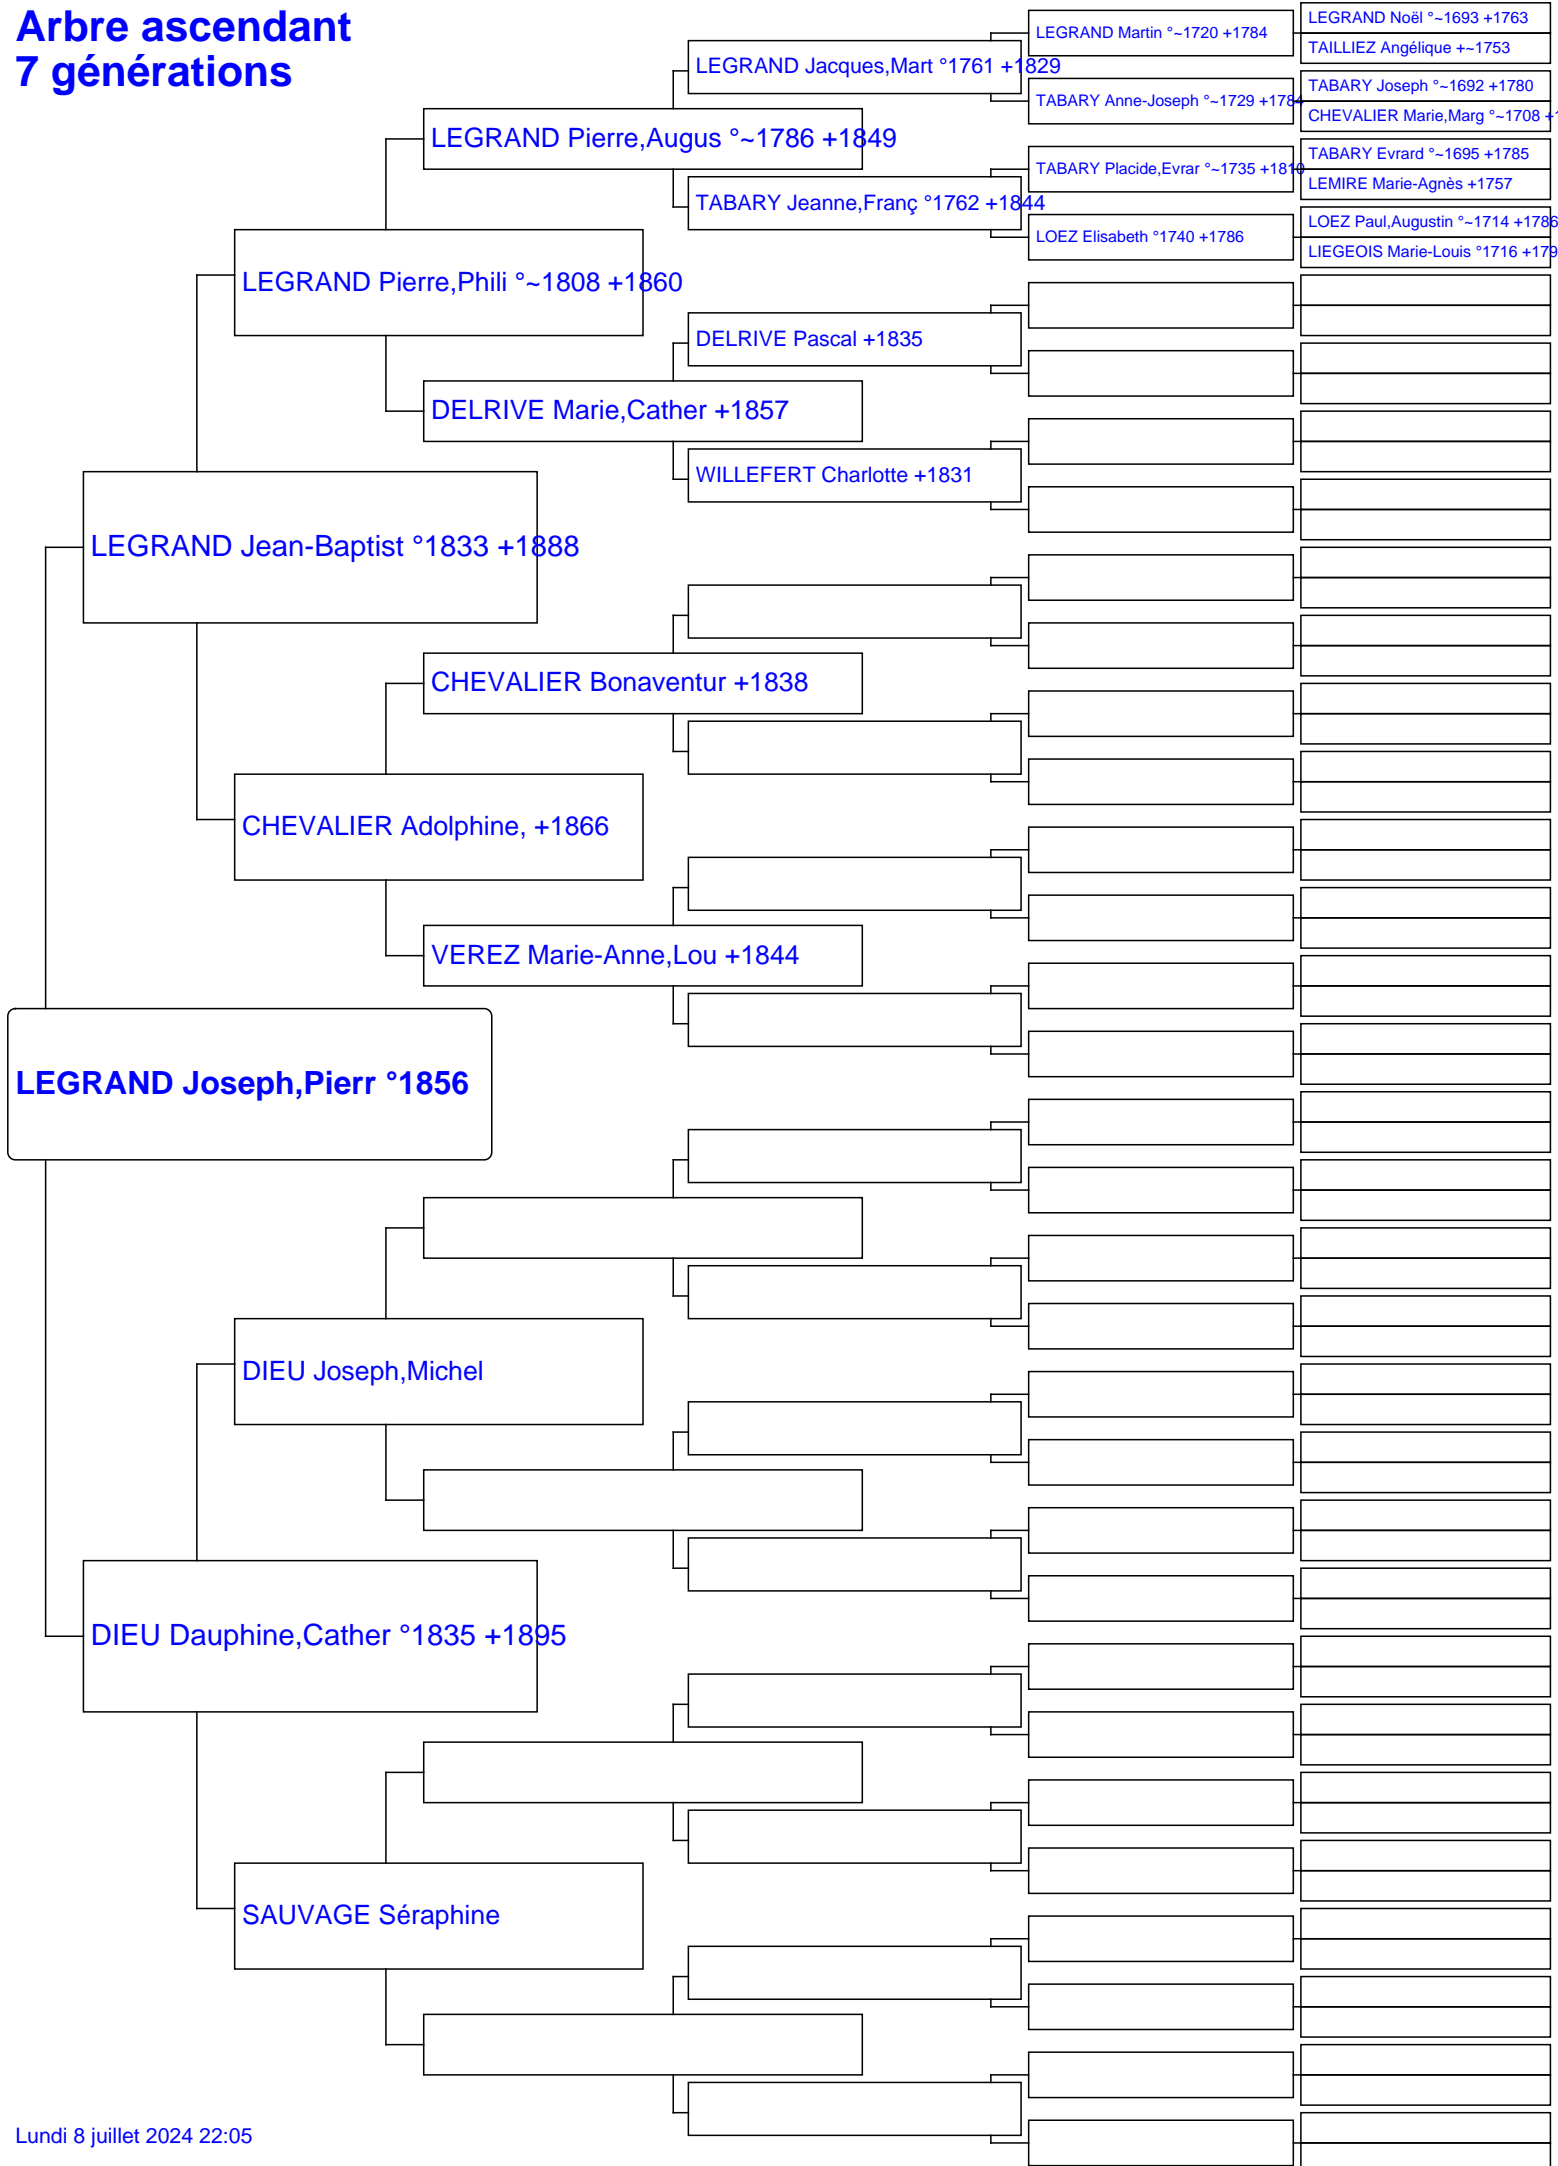 Arbre ascendant
7 générations
LEGRAND Joseph,Pierr °1856
LEGRAND Jean-Baptist °1833 +1888
DIEU Dauphine,Cather °1835 +1895
LEGRAND Pierre,Phili °~1808 +1860
CHEVALIER Adolphine, +1866
DIEU Joseph,Michel
SAUVAGE Séraphine
LEGRAND Pierre,Augus °~1786 +1849
DELRIVE Marie,Cather +1857
CHEVALIER Bonaventur +1838
VEREZ Marie-Anne,Lou +1844
LEGRAND Jacques,Mart °1761 +1829
TABARY Jeanne,Franç °1762 +1844
DELRIVE Pascal +1835
WILLEFERT Charlotte +1831
LEGRAND Martin °~1720 +1784
TABARY Anne-Joseph °~1729 +1784
TABARY Placide,Evrar °~1735 +1810
LOEZ Elisabeth °1740 +1786
LEGRAND Noël °~1693 +1763
TAILLIEZ Angélique +~1753
TABARY Joseph °~1692 +1780
CHEVALIER Marie,Marg °~1708
TABARY Evrard °~1695 +1785
LEMIRE Marie-Agnès +1757
LOEZ Paul,Augustin °~1714 +1786
LIEGEOIS Marie-Louis °1716 +179
Lundi 8 juillet 2024 22:05